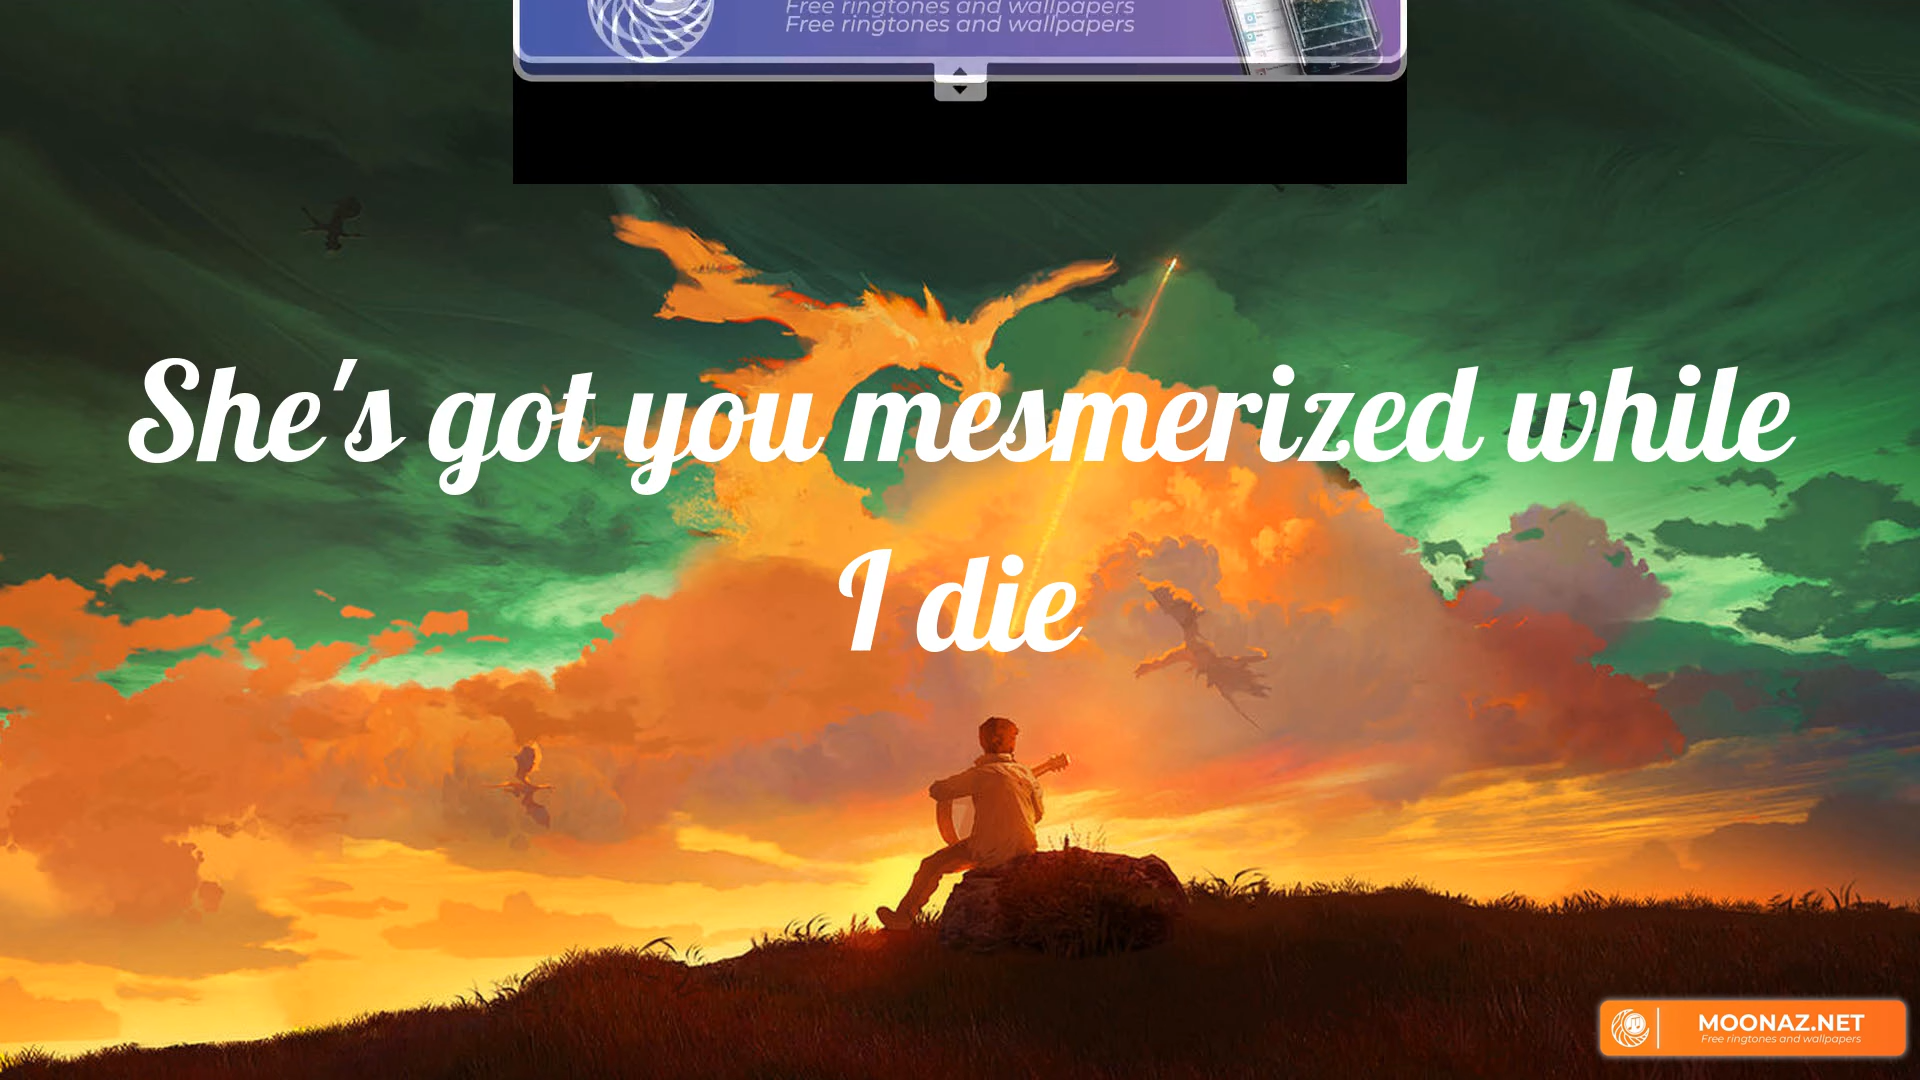 Free ringtones and wallpapers
Free ringtones and wallpapers
She's got you mesmerized while
I die
MOONAZ.NET
Free ringtones and wallpapers